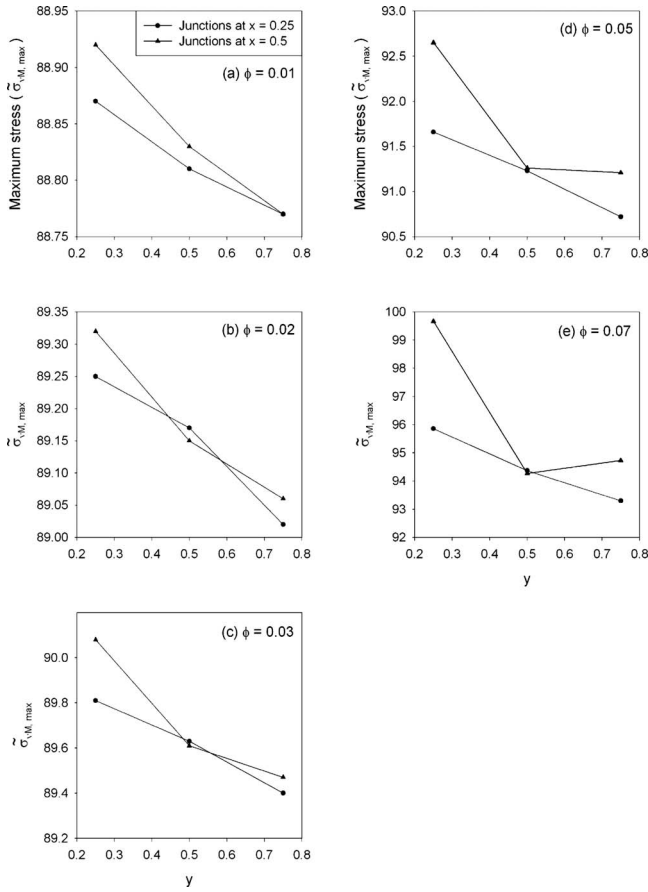 Junctions at x = 0.25
Junctions at x = 0.5
(a) ϕ = 0.01
Maximum stress ( σ̃vM, max )
88.95
88.90
88.85
88.80
88.75
0.2 0.3 0.4 0.5 0.6 0.7 0.8
(d) ϕ = 0.05
Maximum stress ( σ̃vM, max )
93.0
92.5
92.0
91.5
91.0
90.5
0.2 0.3 0.4 0.5 0.6 0.7 0.8
(b) ϕ = 0.02
σ̃vM, max
89.35
89.30
89.25
89.20
89.15
89.10
89.05
89.00
0.2 0.3 0.4 0.5 0.6 0.7 0.8
(e) ϕ = 0.07
σ̃vM, max
100
99
98
97
96
95
94
93
92
0.2 0.3 0.4 0.5 0.6 0.7 0.8
y
(c) ϕ = 0.03
σ̃vM, max
90.0
89.8
89.6
89.4
89.2
0.2 0.3 0.4 0.5 0.6 0.7 0.8
y